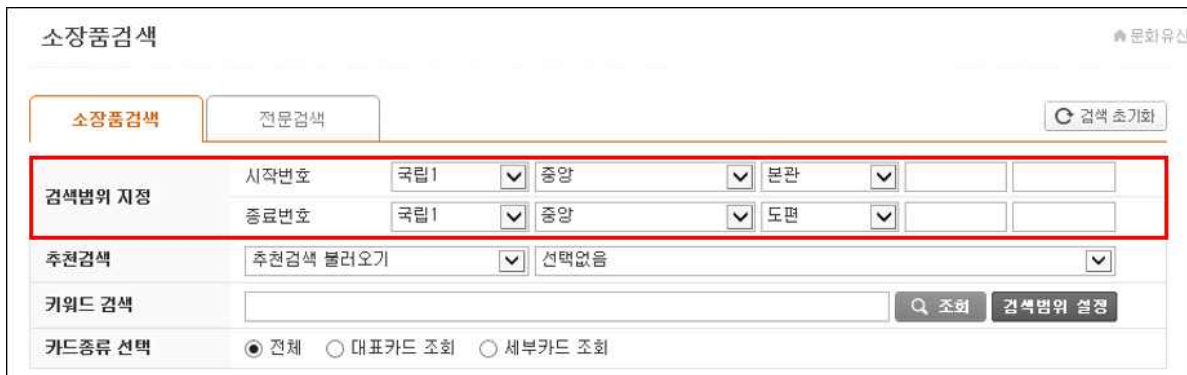 소장품검색
문화유산
소장품검색 전문검색 검색 초기화
검색범위 지정
시작번호 국립1 중앙 본관
종료번호 국립1 중앙 도편
추천검색 추천검색 불러오기 선택없음
키워드 검색 조회 검색범위 설정
카드종류 선택 전체 대표카드 조회 세부카드 조회